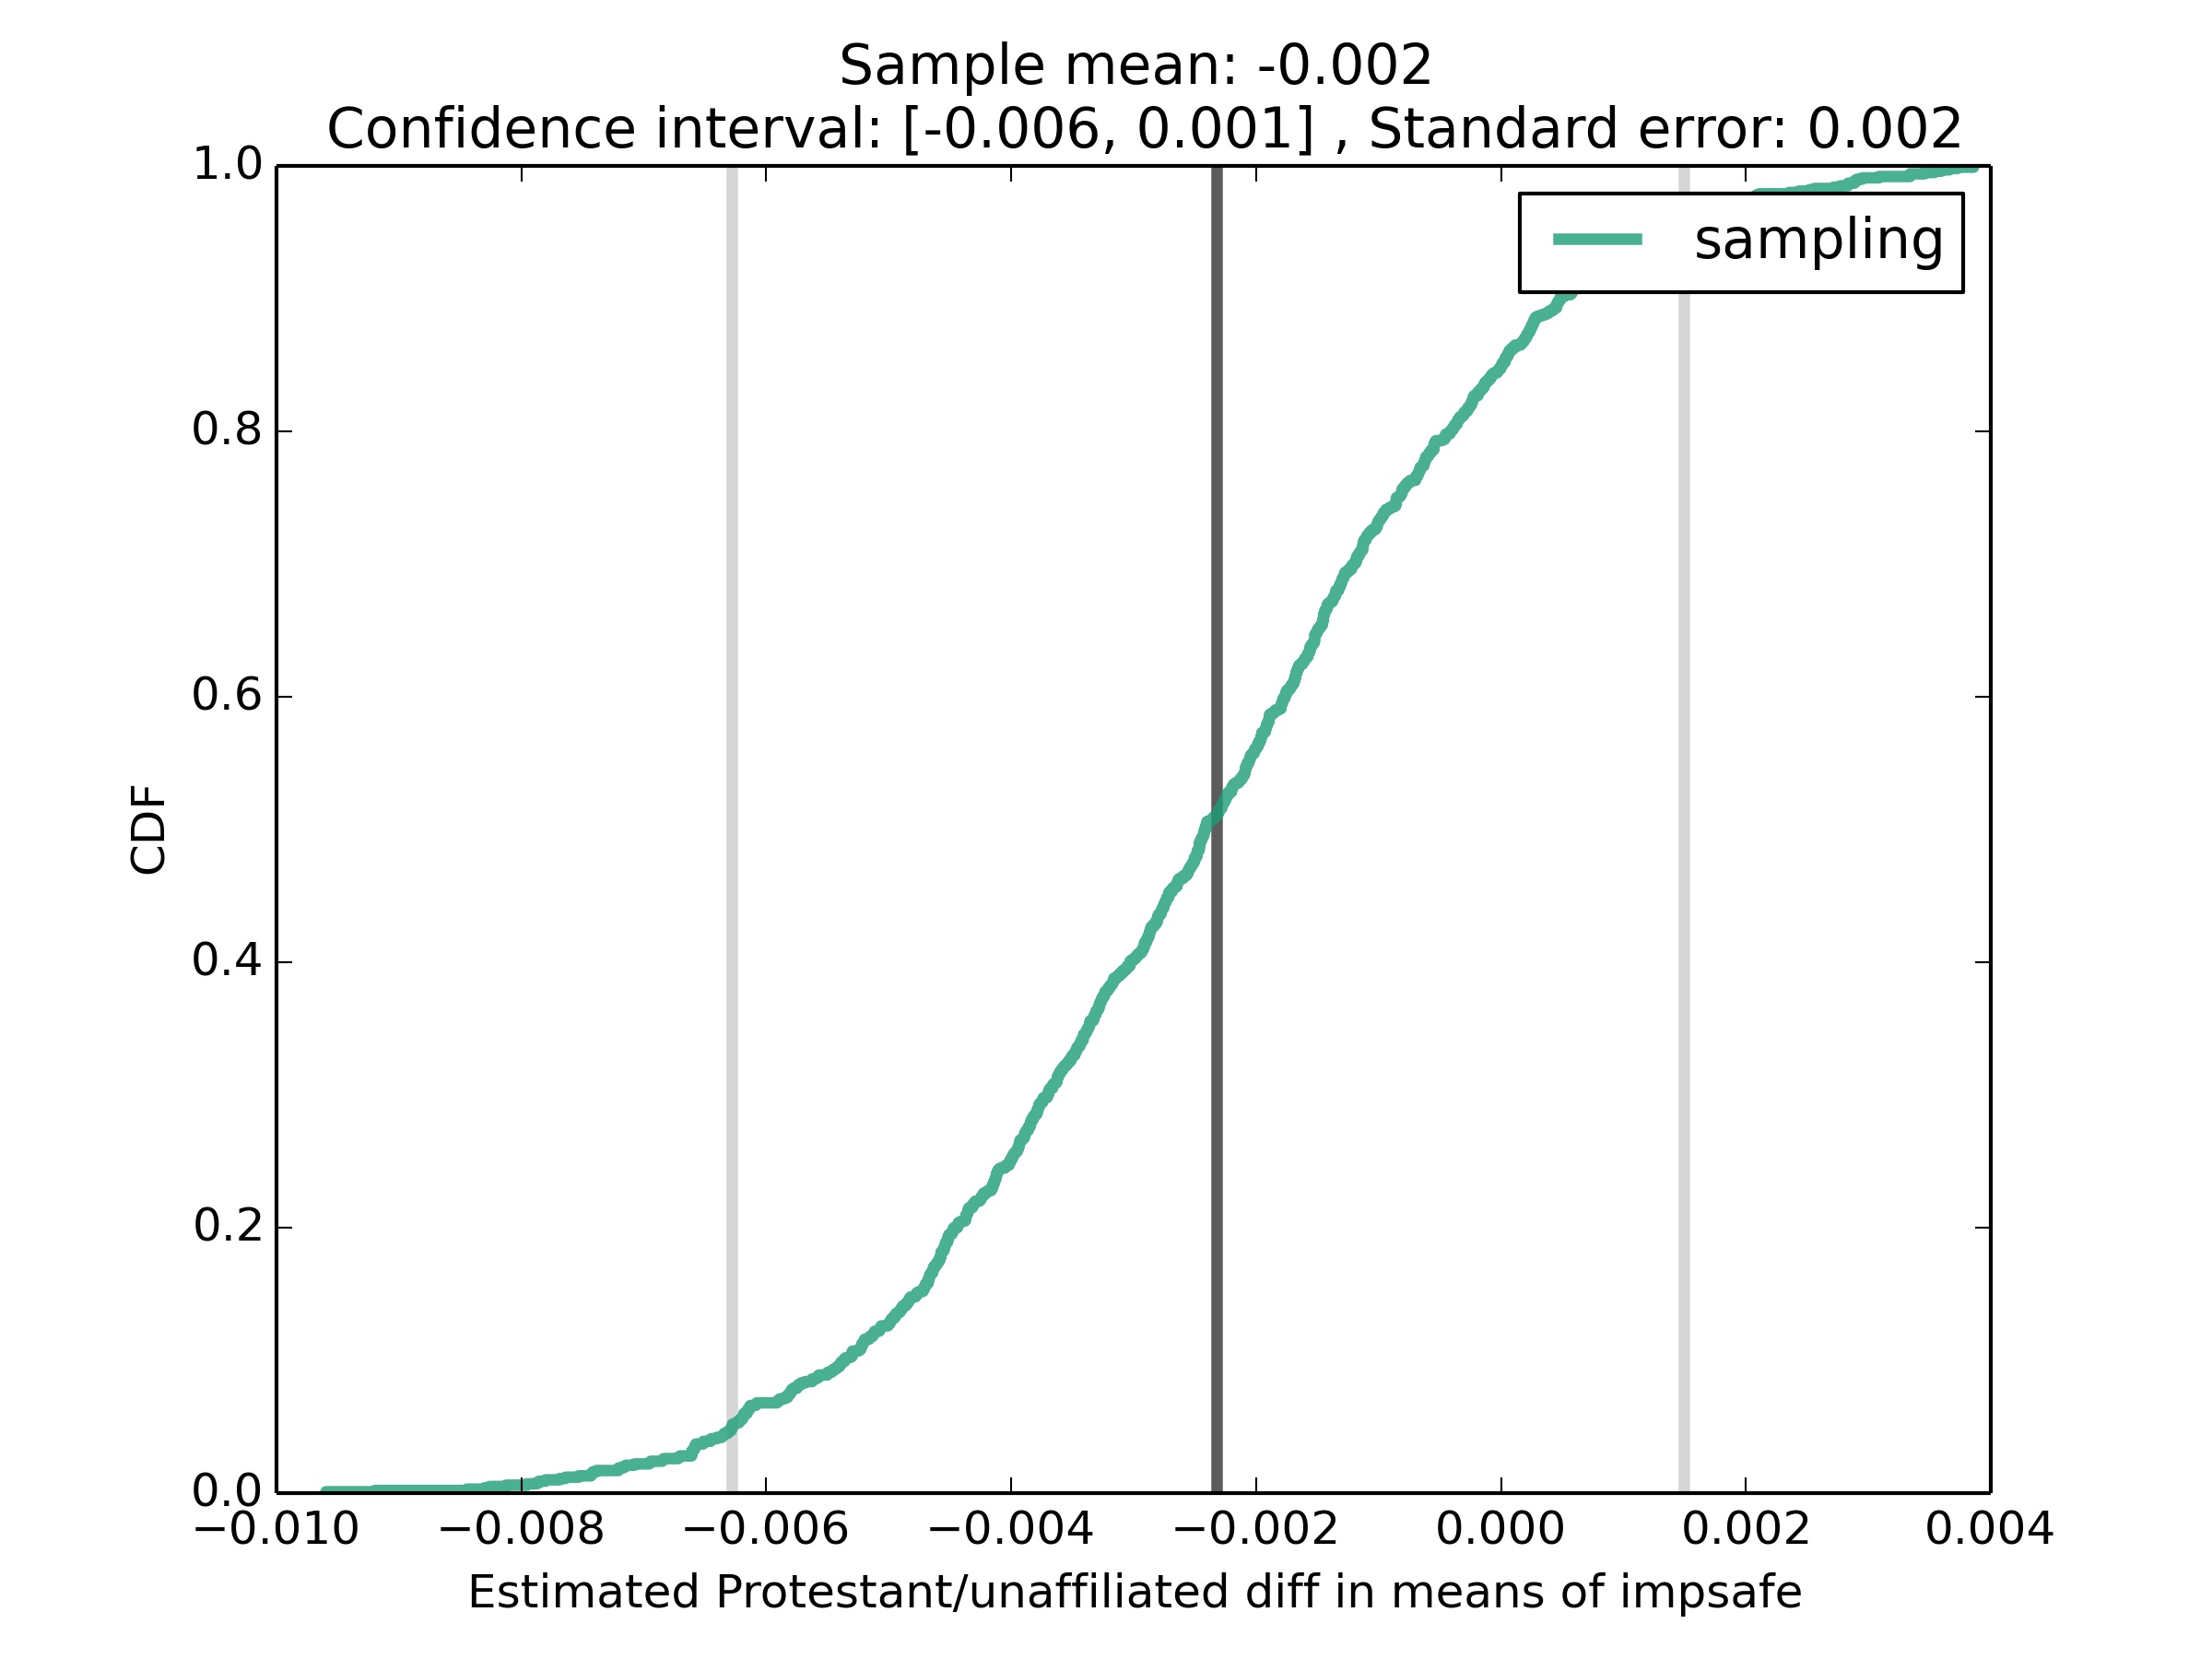 Sample mean: -0.002
Confidence interval: [-0.006, 0.001] , Standard error: 0.002
1.0
sampling
0.8
0.6
CDF
0.4
0.2
0.0
−0.010 −0.008 −0.006 −0.004 −0.002 0.000 0.002 0.004
Estimated Protestant/unaffiliated diff in means of impsafe